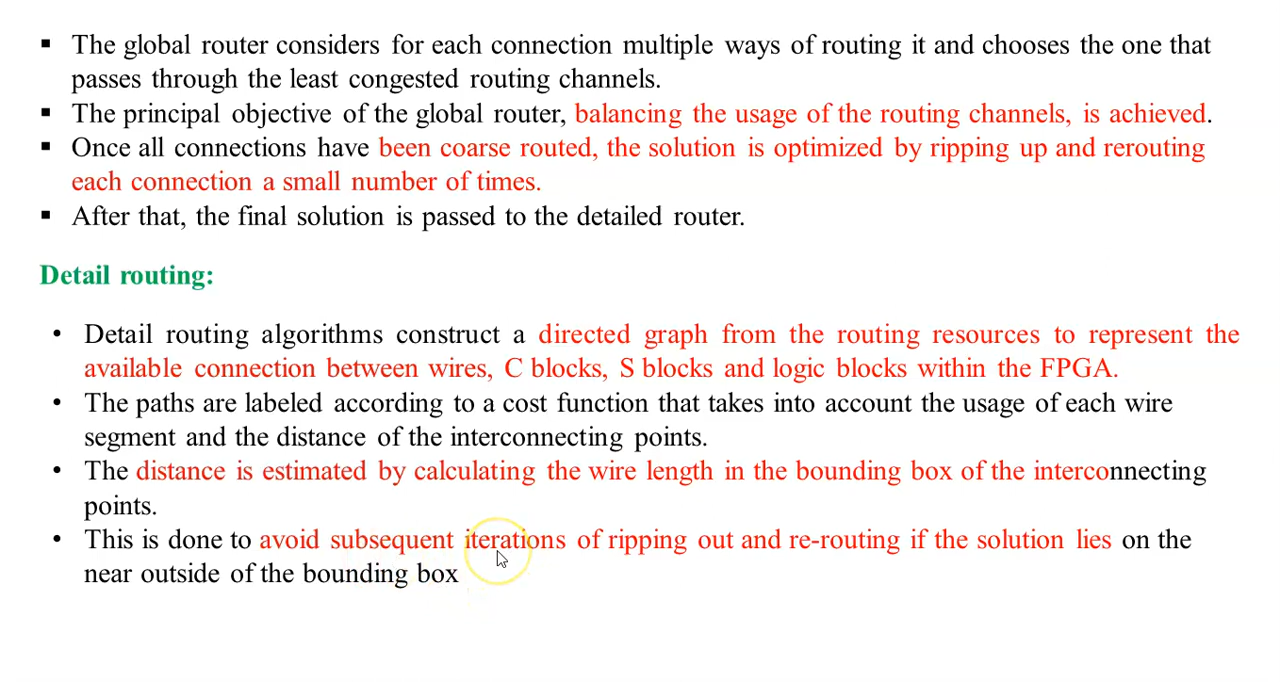 ▪ The global router considers for each connection multiple ways of routing it and chooses the one that
passes through the least congested routing channels.
▪ The principal objective of the global router, balancing the usage of the routing channels, is achieved.
▪ Once all connections have been coarse routed, the solution is optimized by ripping up and rerouting
each connection a small number of times.
▪ After that, the final solution is passed to the detailed router.
Detail routing:
• Detail routing algorithms construct a directed graph from the routing resources to represent the
available connection between wires, C blocks, S blocks and logic blocks within the FPGA.
• The paths are labeled according to a cost function that takes into account the usage of each wire
segment and the distance of the interconnecting points.
• The distance is estimated by calculating the wire length in the bounding box of the interconnecting
points.
• This is done to avoid subsequent iterations of ripping out and re-routing if the solution lies on the
near outside of the bounding box